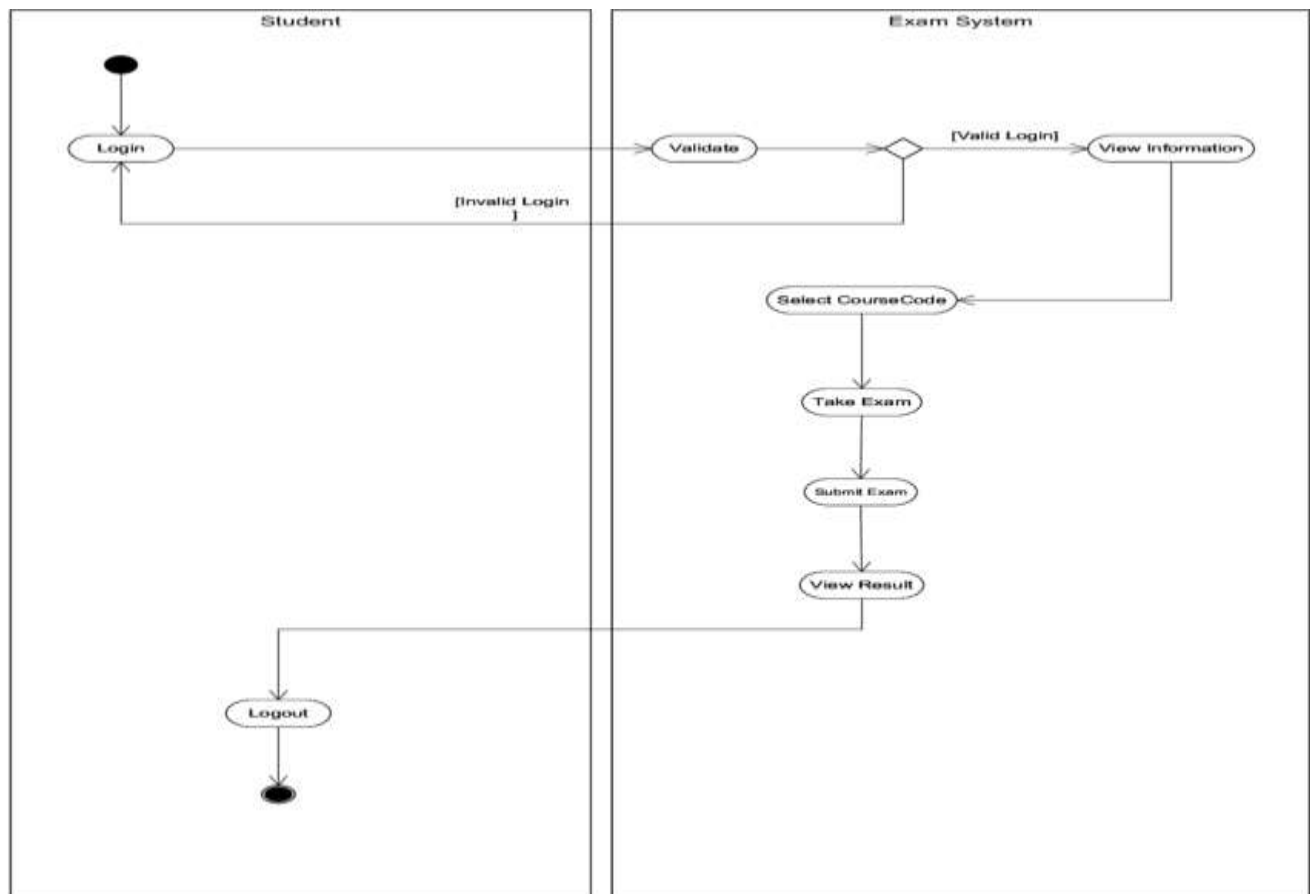 Student
Exam System
Login
Validate
[Valid Login]
View Information
[Invalid Login
]
Select CourseCode
Take Exam
Submit Exam
View Result
Logout